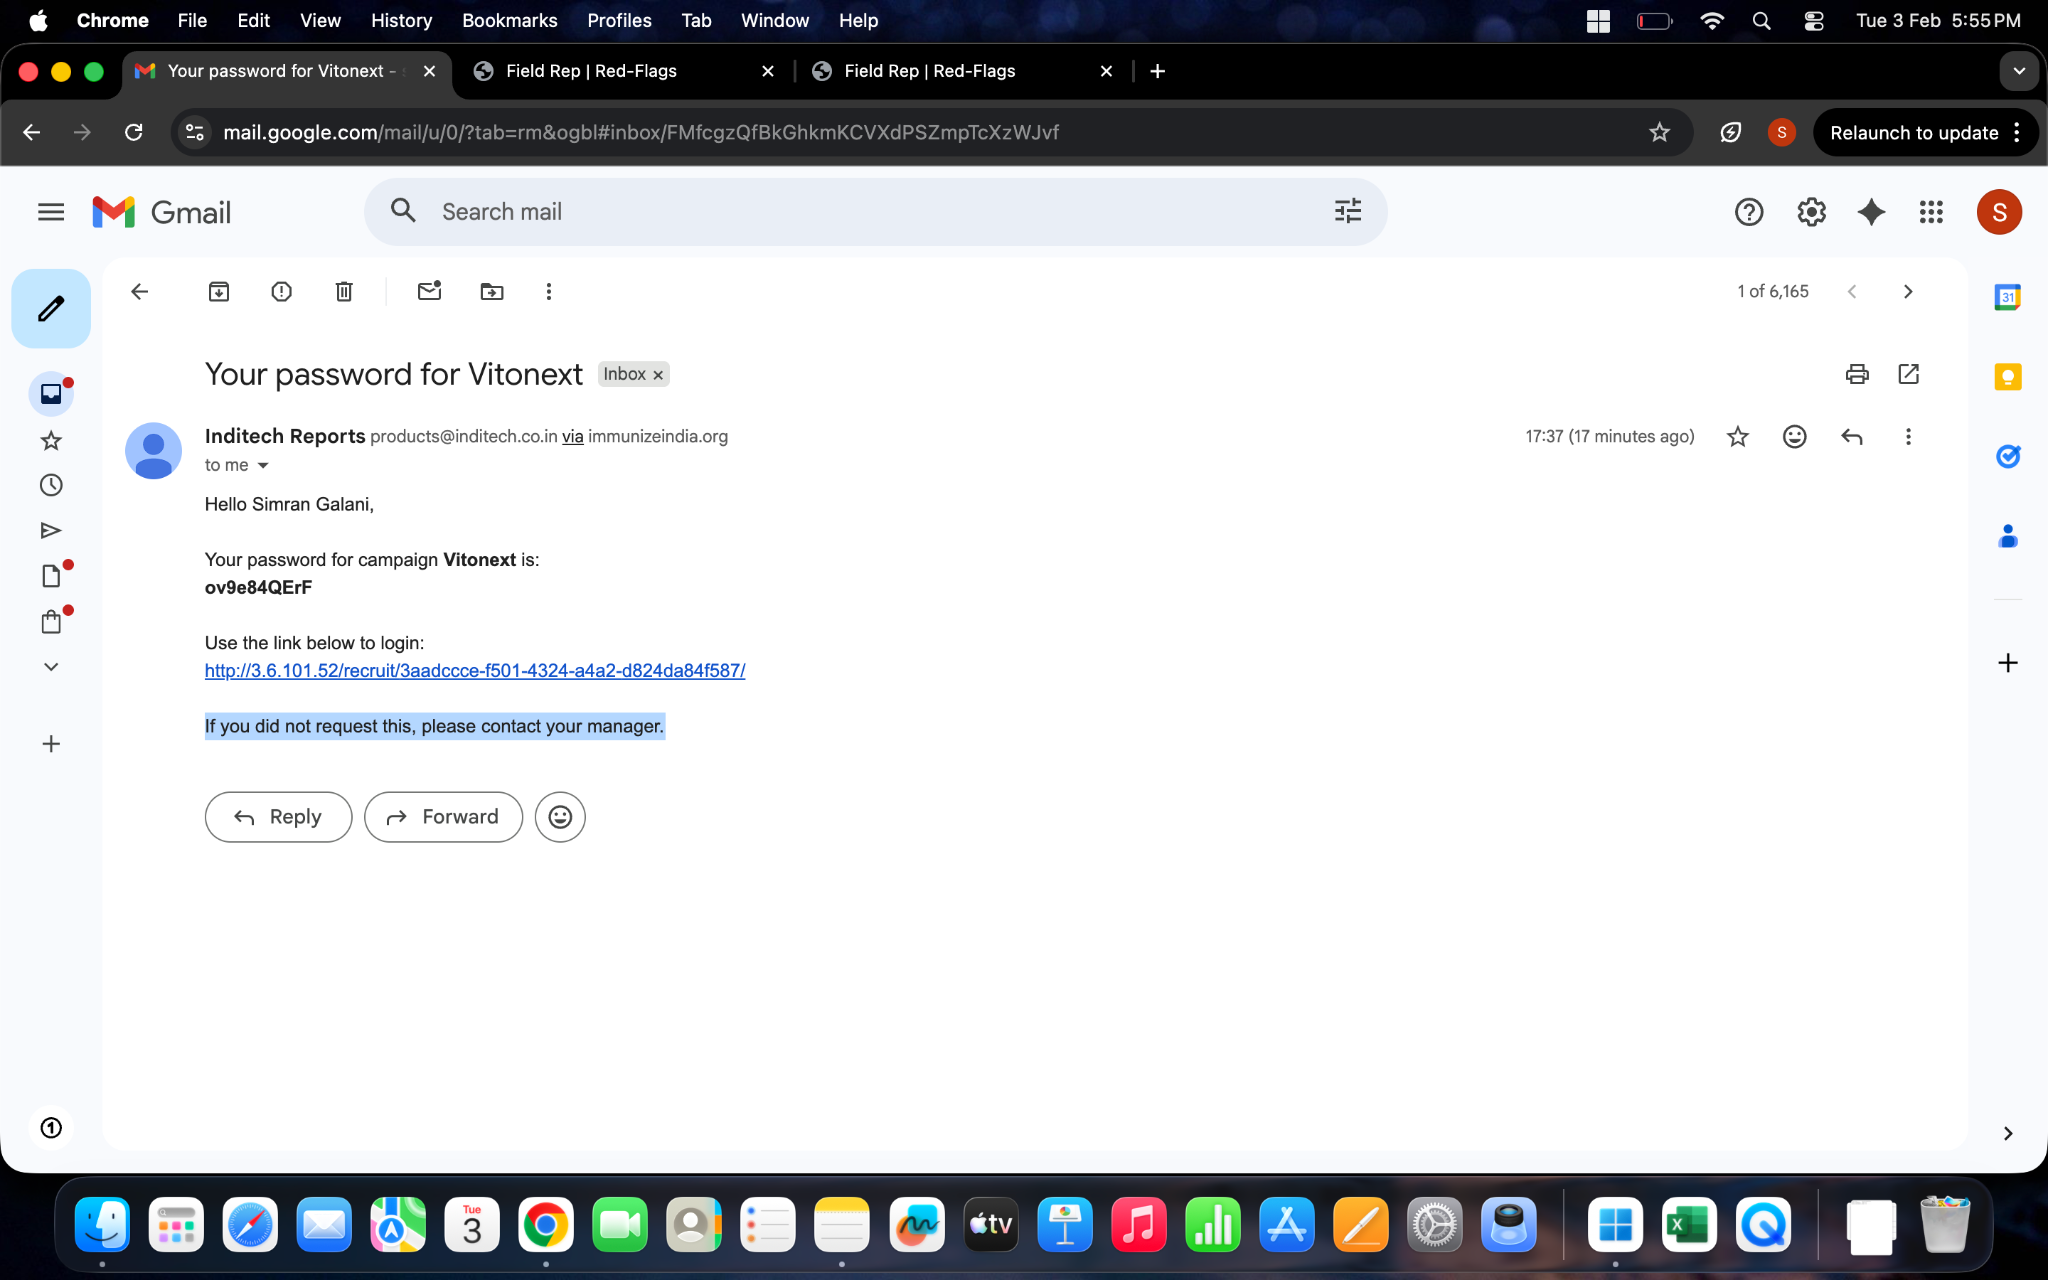 Chrome File Edit View History Bookmarks Profiles Tab Window Help Tue 3 Feb 5:55 PM
Your password for Vitonext - Field Rep | Red-Flags Field Rep | Red-Flags
mail.google.com/mail/u/0/?tab=rm&ogbl#inbox/FMfcgzQfBkGhkmKCVXdPSZmpTcXzWJvf S Relaunch to update
Gmail Search mail S
1 of 6,165
31
Your password for Vitonext Inbox
Inditech Reports products@inditech.co.in via immunizeindia.org 17:37 (17 minutes ago)
to me
Hello Simran Galani,
Your password for campaign Vitonext is:
ov9e84QErF
Use the link below to login:
http://3.6.101.52/recruit/3aadccce-f501-4324-a4a2-d824da84f587/
If you did not request this, please contact your manager.
Reply Forward
1
Tue
3
tv
X